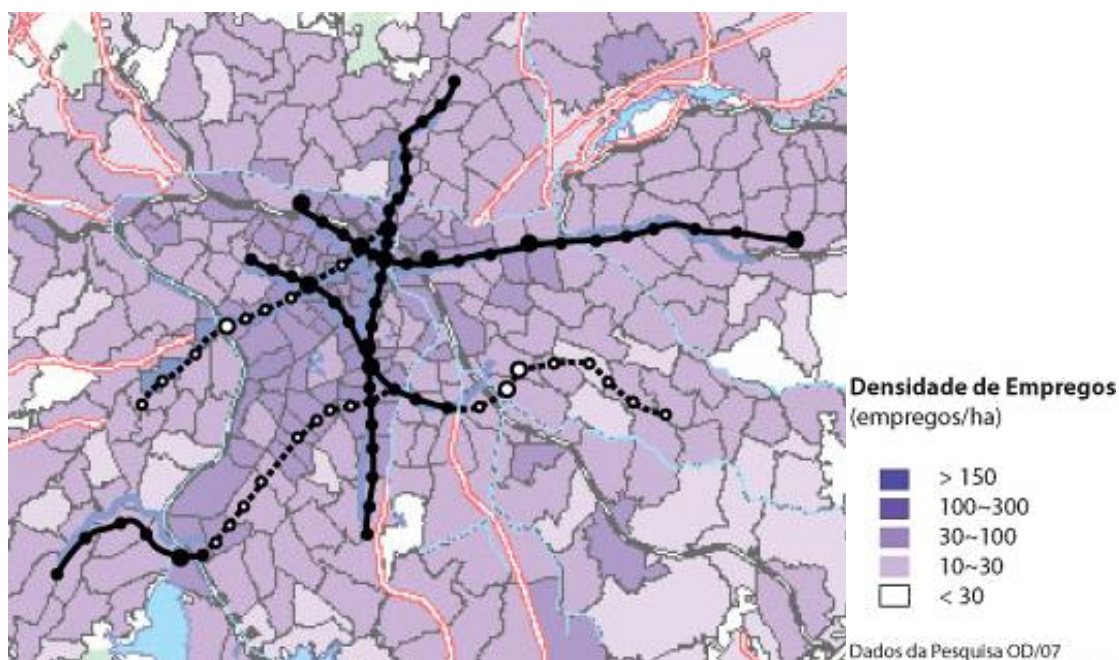 Densidade de Empregos
(empregos/ha)
> 150
100~300
30~100
10~30
< 30
Dados da Pesquisa OD/07